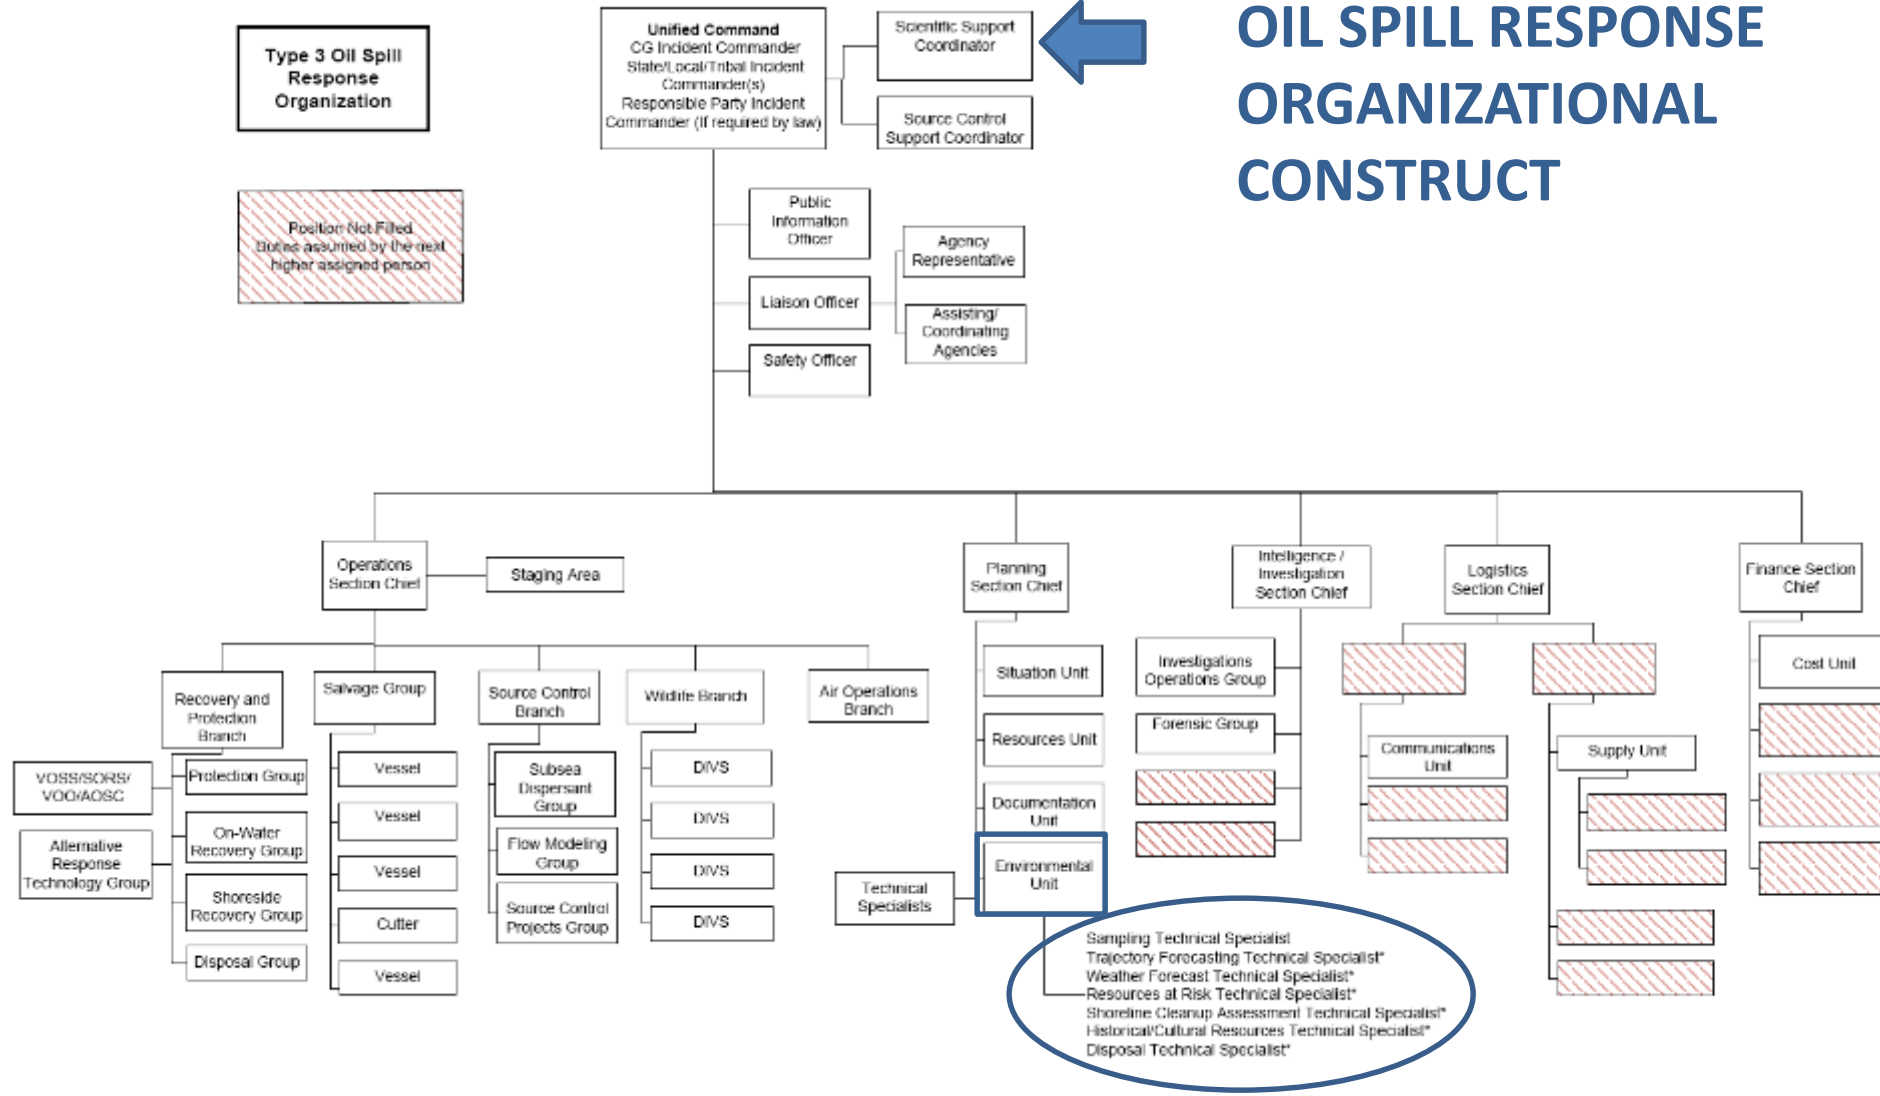 OIL SPILL RESPONSE
ORGANIZATIONAL
CONSTRUCT
Type 3 Oil Spill
Response
Organization
Position Not Filled
Duties assumed by the next
higher assigned person
Unified Command
CG Incident Commander
State/Local/Tribal Incident
Commander(s)
Responsible Party Incident
Commander (If required by law)
Scientific Support
Coordinator
Source Control
Support Coordinator
Public
Information
Officer
Liaison Officer
Safety Officer
Agency
Representative
Assisting/
Coordinating
Agencies
Operations
Section Chief
Staging Area
Planning
Section Chief
Intelligence /
Investigation
Section Chief
Logistics
Section Chief
Finance Section
Chief
Recovery and
Protection
Branch
Salvage Group
Source Control
Branch
Wildlife Branch
Air Operations
Branch
VOSS/SORS/
VOO/AOSC
Alternative
Response
Technology Group
Protection Group
On-Water
Recovery Group
Shoreside
Recovery Group
Disposal Group
Vessel
Vessel
Vessel
Cutter
Vessel
Subsea
Dispersant
Group
Flow Modeling
Group
Source Control
Projects Group
DIVS
DIVS
DIVS
DIVS
Situation Unit
Resources Unit
Documentation
Unit
Environmental
Unit
Technical
Specialists
Sampling Technical Specialist
Trajectory Forecasting Technical Specialist*
Weather Forecast Technical Specialist*
Resources at Risk Technical Specialist*
Shoreline Cleanup Assessment Technical Specialist*
Historical/Cultural Resources Technical Specialist*
Disposal Technical Specialist*
Investigations
Operations Group
Forensic Group
Communications
Unit
Supply Unit
Cost Unit